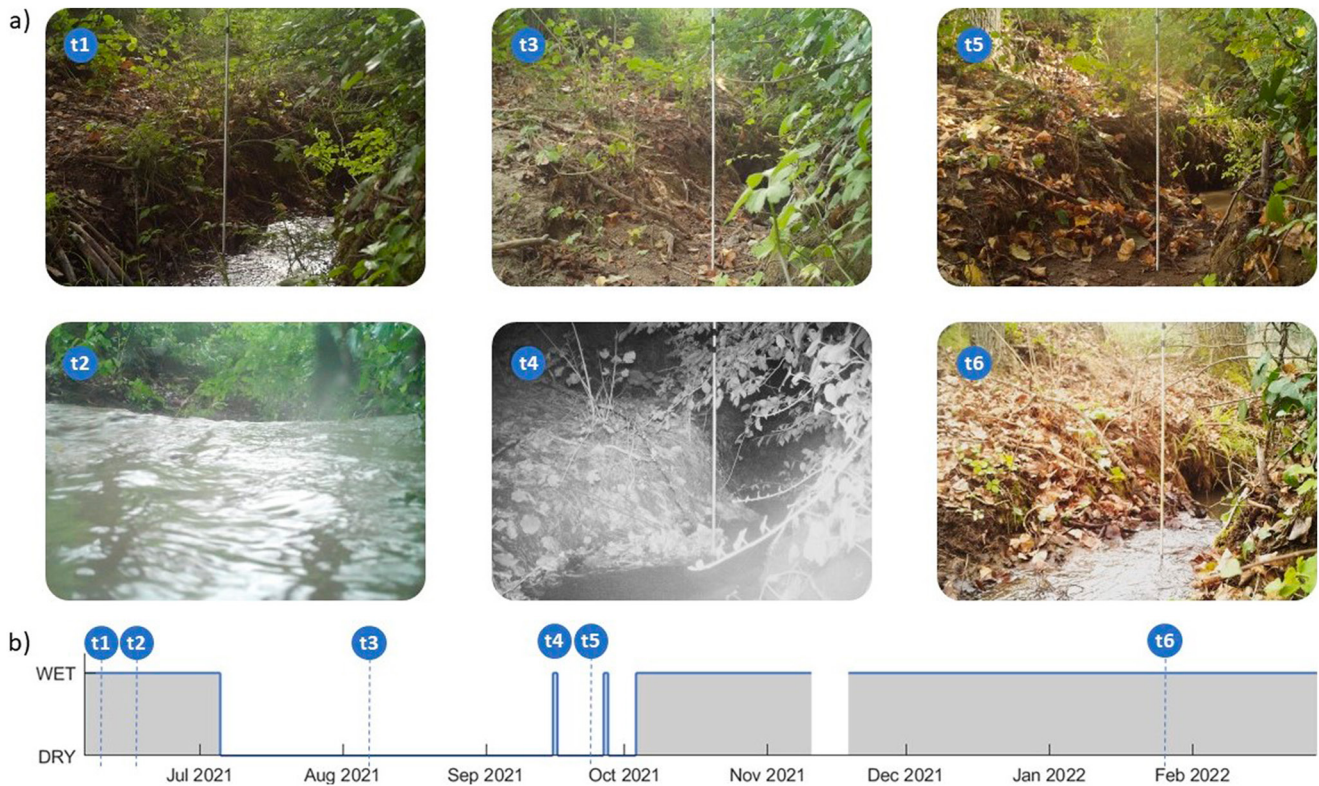 a)
t1
t3
t5
t2
t4
t6
b)
t1 t2 t3 t4 t5 t6
WET
DRY
Jul 2021 Aug 2021 Sep 2021 Oct 2021 Nov 2021 Dec 2021 Jan 2022 Feb 2022